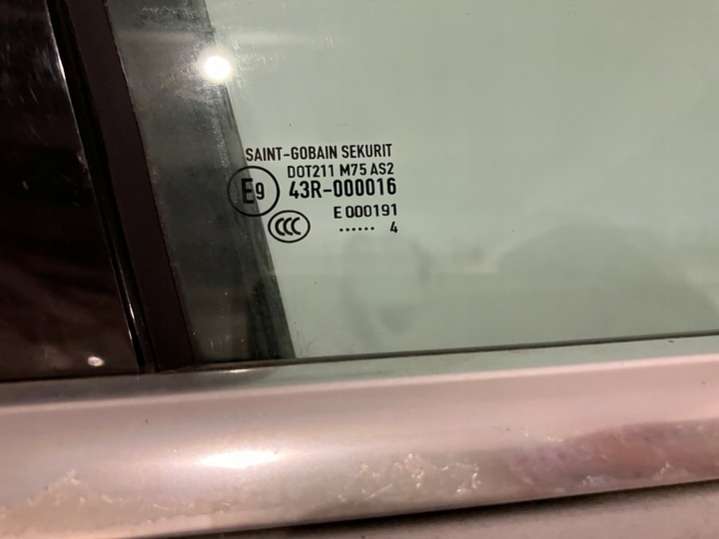 SAINT-GOBAIN SEKURIT
DOT211 M75 AS2
E9 43R-000016
E 000191
CCC
...... 4